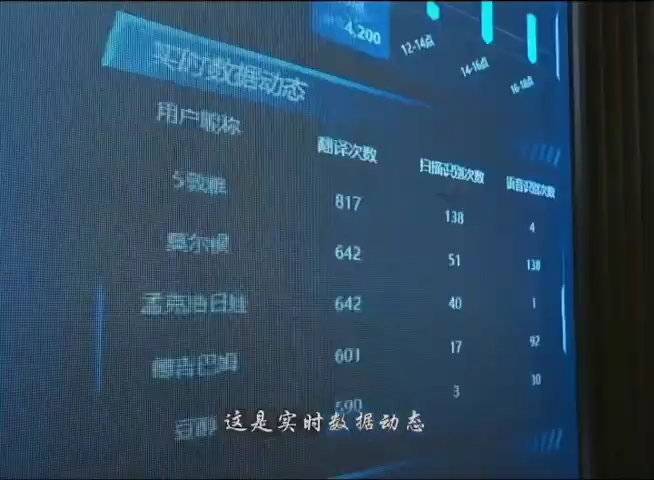 4,200
12-14点
14-16点
16-18点
实时数据动态
用户昵称 翻译次数 扫描识别次数 语音识别次数
817 138 4
642 51 138
642 40 1
601 17 92
590 3 30
这是实时数据动态